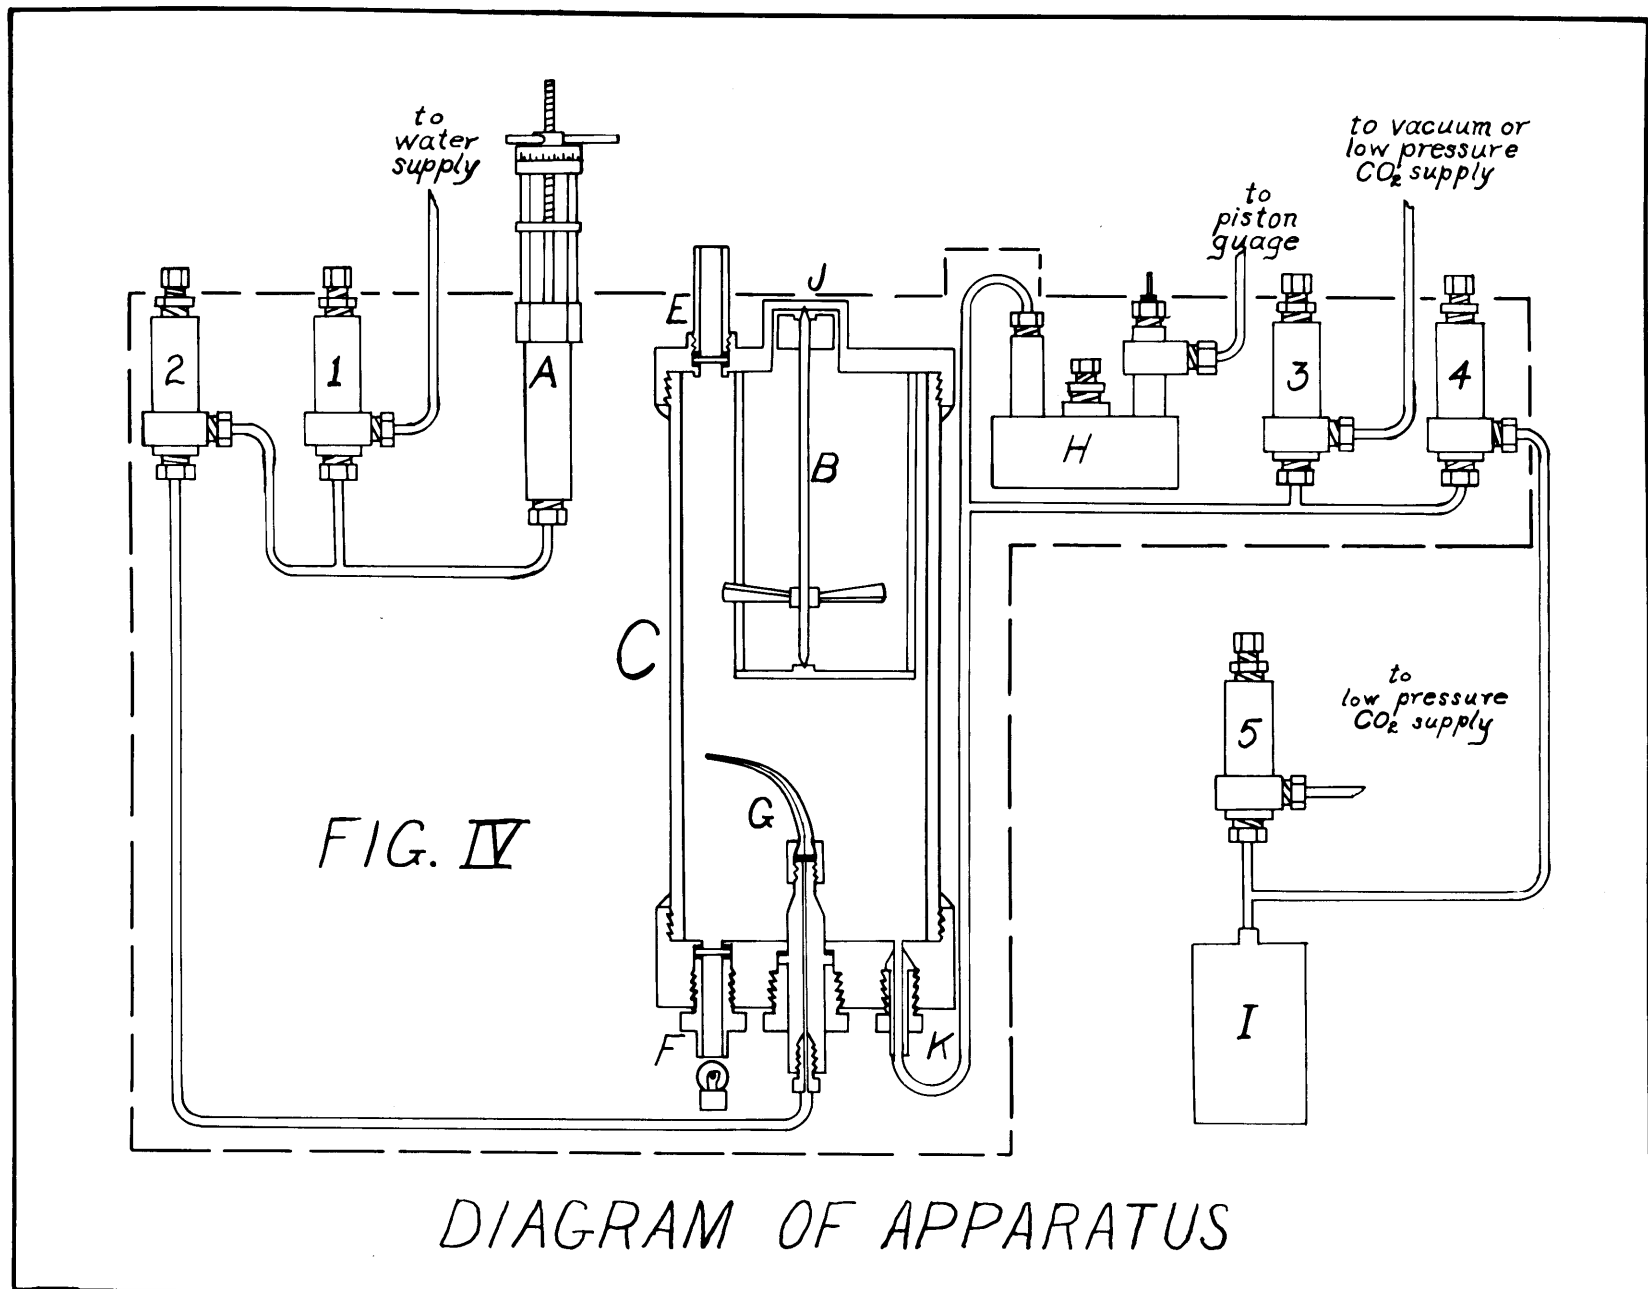 to
water
supply
to vacuum or
low pressure
CO₂ supply
to
piston
guage
J
E
2
1
A
3
4
B
H
C
to
low pressure
CO₂ supply
5
G
FIG. IV
I
F
K
DIAGRAM OF APPARATUS